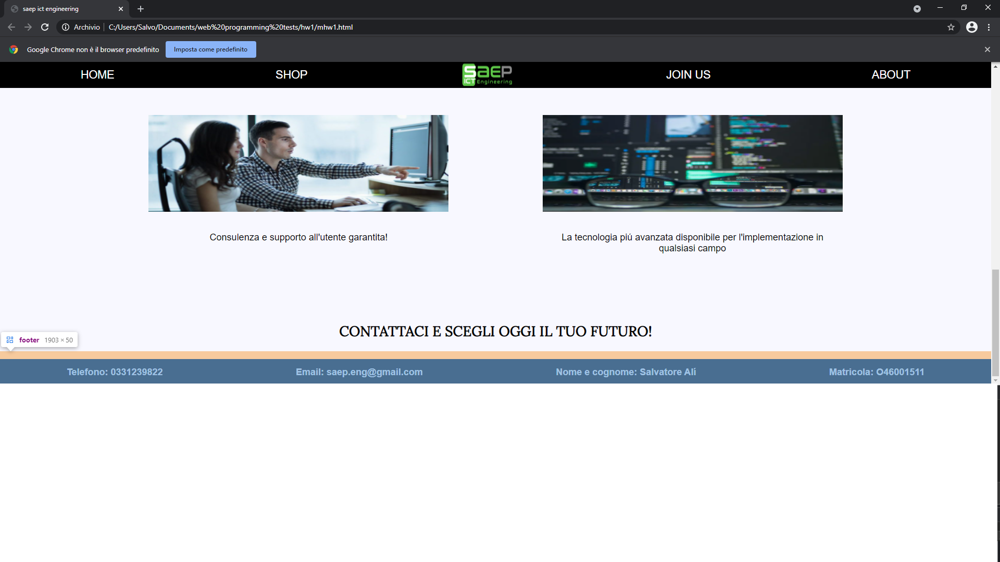 saep ict engineering
Archivio C:/Users/Salvo/Documents/web%20programming%20tests/hw1/mhw1.html
Google Chrome non è il browser predefinito Imposta come predefinito
HOME SHOP JOIN US ABOUT
SaEP
ICT Engineering
Consulenza e supporto all'utente garantita!
La tecnologia piú avanzata disponibile per l'implementazione in
qualsiasi campo
CONTATTACI E SCEGLI OGGI IL TUO FUTURO!
footer 1903 × 50
Telefono: 0331239822 Email: saep.eng@gmail.com Nome e cognome: Salvatore Alí Matricola: O46001511